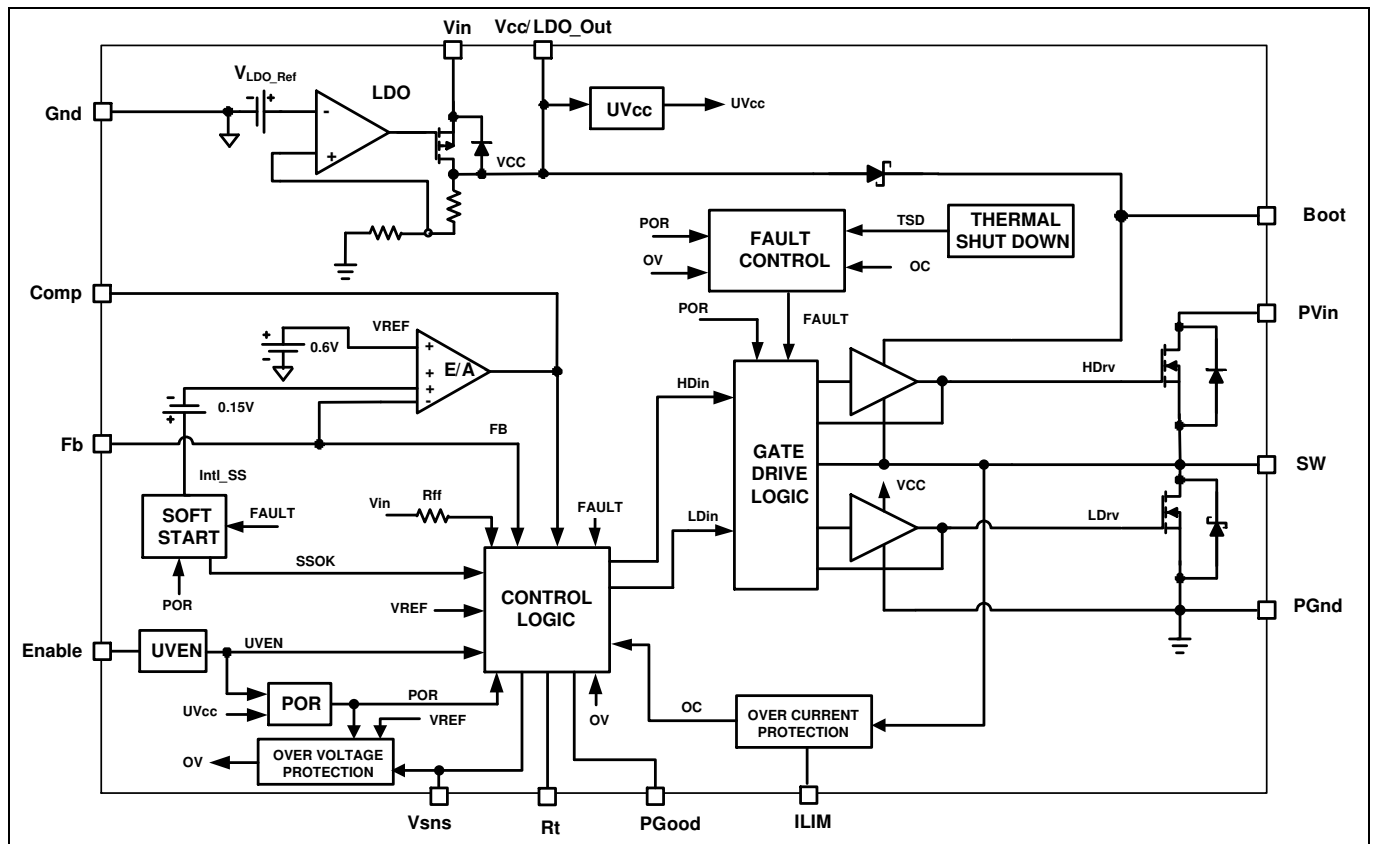 Vin
Vcc/LDO_Out
VLDO_Ref
-
+
LDO
Gnd
-
+
UVcc
UVcc
VCC
Boot
POR
FAULT CONTROL
TSD
THERMAL SHUT DOWN
OV
OC
Comp
POR
FAULT
PVin
+
-
VREF
0.6V
+
+
+
-
E/A
HDrv
HDin
-
+
0.15V
Fb
FB
GATE DRIVE LOGIC
SW
Intl_SS
VCC
Vin
Rff
FAULT
SOFT START
FAULT
LDin
LDrv
SSOK
POR
CONTROL LOGIC
VREF
PGnd
Enable
UVEN
UVEN
POR
UVcc
POR
VREF
OV
OC
OVER CURRENT PROTECTION
OV
OVER VOLTAGE PROTECTION
Vsns
Rt
PGood
ILIM